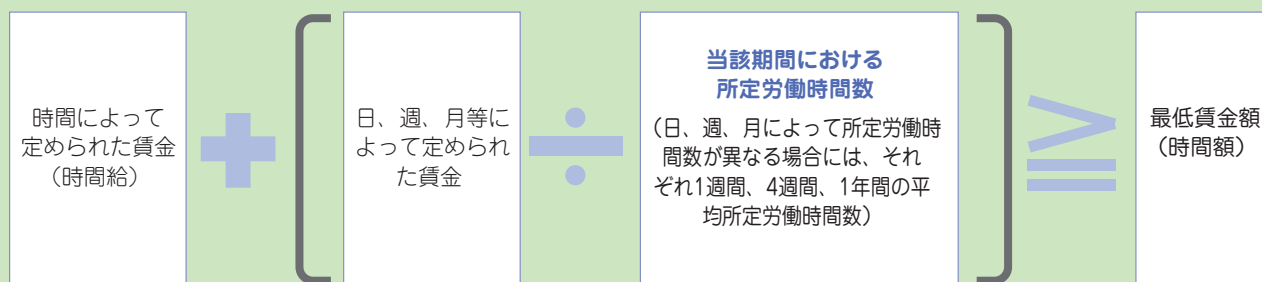 時間によって
定められた賃金
（時間給）
日、週、月等に
よって定められ
た賃金
÷
当該期間における
所定労働時間数
（日、週、月によって所定労働時
間数が異なる場合には、それ
ぞれ1週間、4週間、1年間の平
均所定労働時間数）
≧
最低賃金額
（時間額）